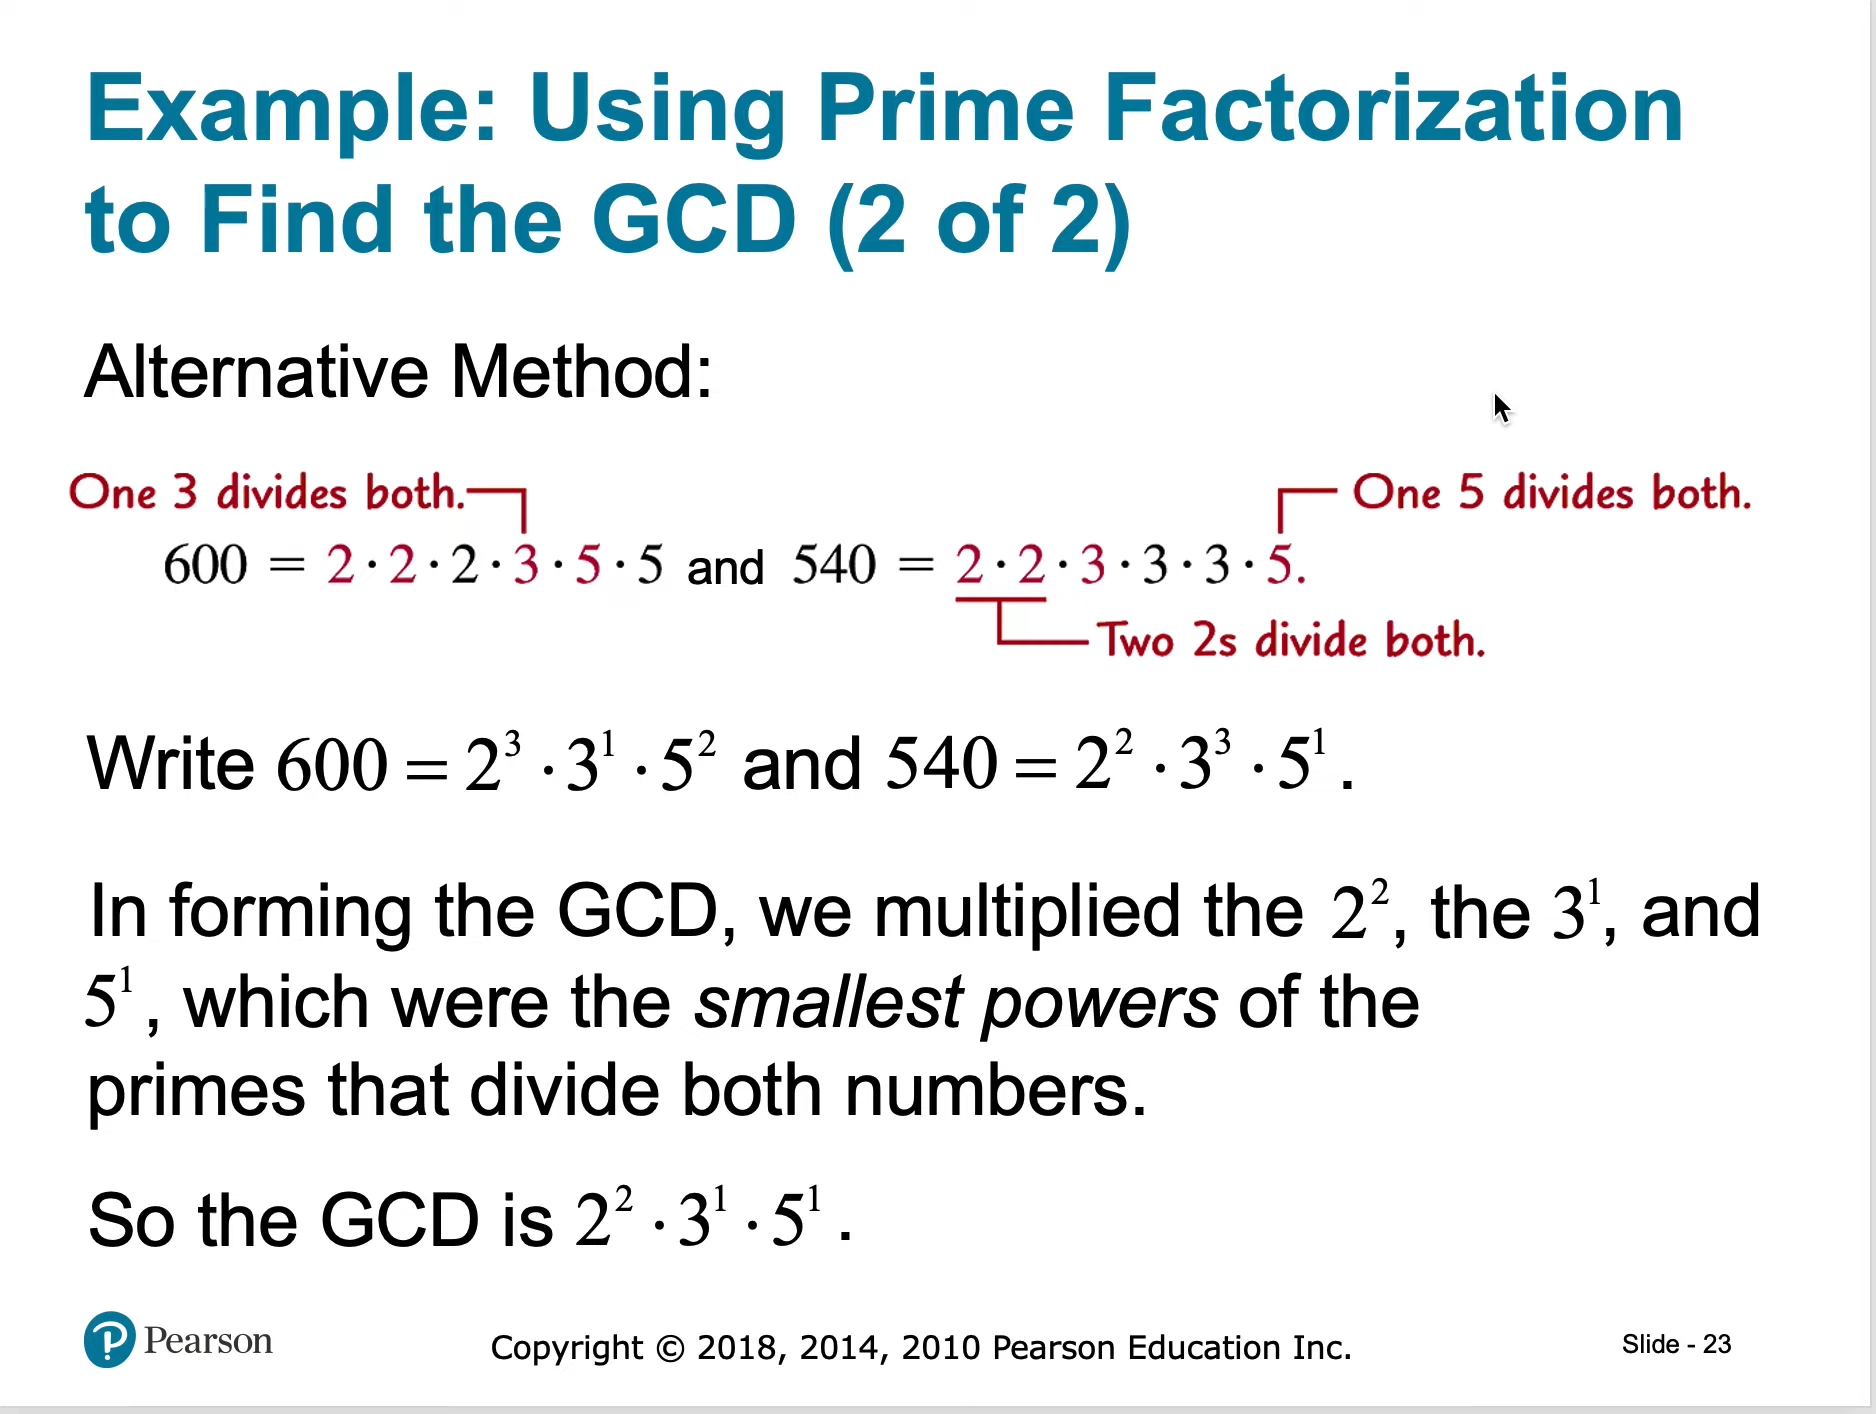 Example: Using Prime Factorization
to Find the GCD (2 of 2)
Alternative Method:
One 3 divides both.
One 5 divides both.
600 = 2 · 2 · 2 · 3 · 5 · 5 and 540 = 2 · 2 · 3 · 3 · 3 · 5.
Two 2s divide both.
Write 600 = 2³ · 3¹ · 5² and 540 = 2² · 3³ · 5¹.
In forming the GCD, we multiplied the 2², the 3¹, and
5¹, which were the smallest powers of the
primes that divide both numbers.
So the GCD is 2² · 3¹ · 5¹.
P Pearson
Copyright © 2018, 2014, 2010 Pearson Education Inc.
Slide - 23